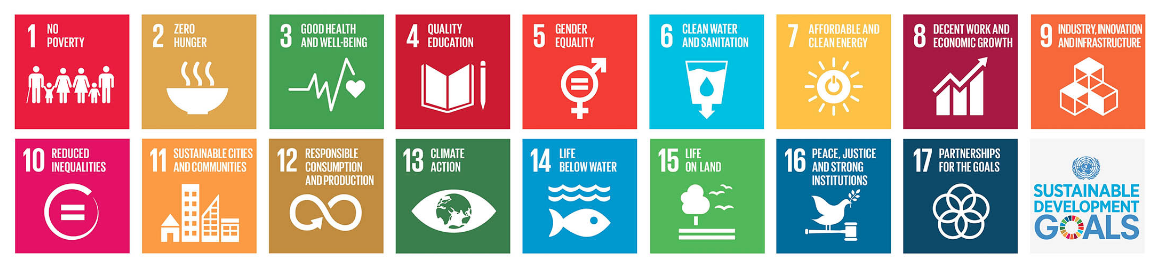 1 NO
POVERTY
2 ZERO
HUNGER
3 GOOD HEALTH
AND WELL-BEING
4 QUALITY
EDUCATION
5 GENDER
EQUALITY
6 CLEAN WATER
AND SANITATION
7 AFFORDABLE AND
CLEAN ENERGY
8 DECENT WORK AND
ECONOMIC GROWTH
9 INDUSTRY, INNOVATION
AND INFRASTRUCTURE
10 REDUCED
INEQUALITIES
11 SUSTAINABLE CITIES
AND COMMUNITIES
12 RESPONSIBLE
CONSUMPTION
AND PRODUCTION
13 CLIMATE
ACTION
14 LIFE
BELOW WATER
15 LIFE
ON LAND
16 PEACE, JUSTICE
AND STRONG
INSTITUTIONS
17 PARTNERSHIPS
FOR THE GOALS
SUSTAINABLE
DEVELOPMENT
GOALS